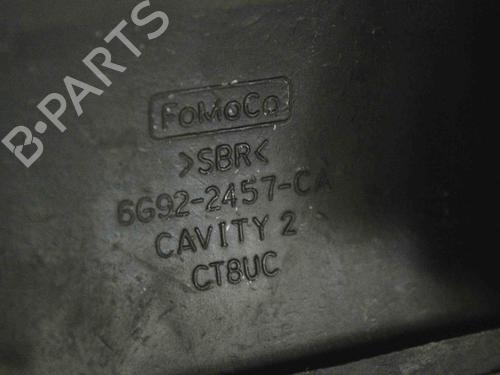 B·PARTS
FoMoCo
>SBR<
6G92-2457-CA
CAVITY 2
CT8UC